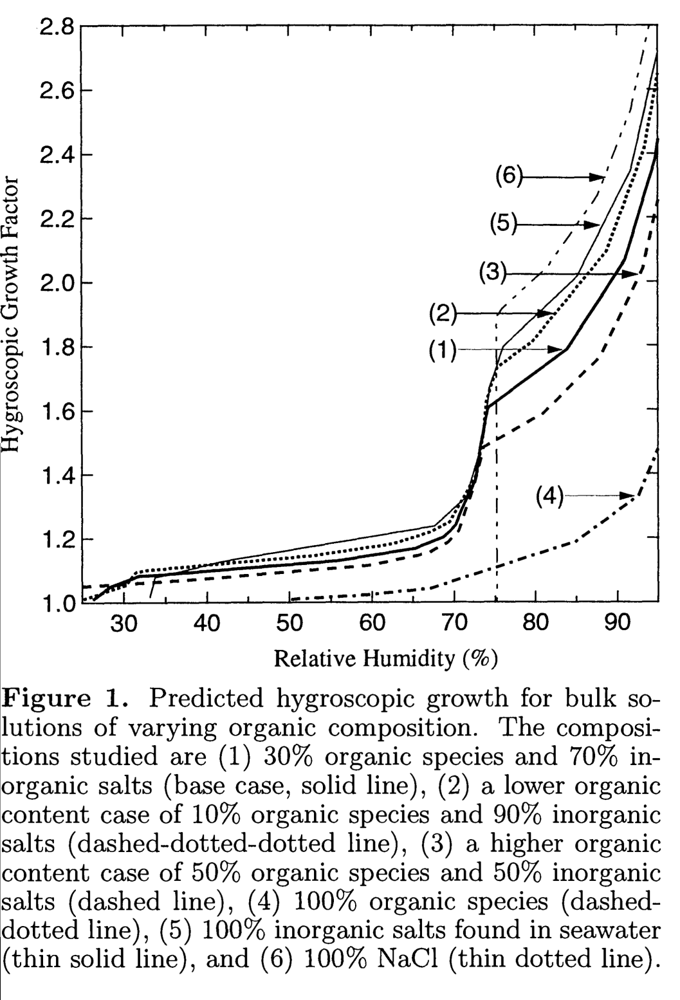 2.8
2.6
2.4
2.2
2.0
1.8
1.6
1.4
1.2
1.0
Hygroscopic Growth Factor
(6)
(5)
(3)
(2)
(1)
(4)
30 40 50 60 70 80 90
Relative Humidity (%)
Figure 1. Predicted hygroscopic growth for bulk so-
lutions of varying organic composition. The composi-
tions studied are (1) 30% organic species and 70% in-
organic salts (base case, solid line), (2) a lower organic
content case of 10% organic species and 90% inorganic
salts (dashed-dotted-dotted line), (3) a higher organic
content case of 50% organic species and 50% inorganic
salts (dashed line), (4) 100% organic species (dashed-
dotted line), (5) 100% inorganic salts found in seawater
(thin solid line), and (6) 100% NaCl (thin dotted line).